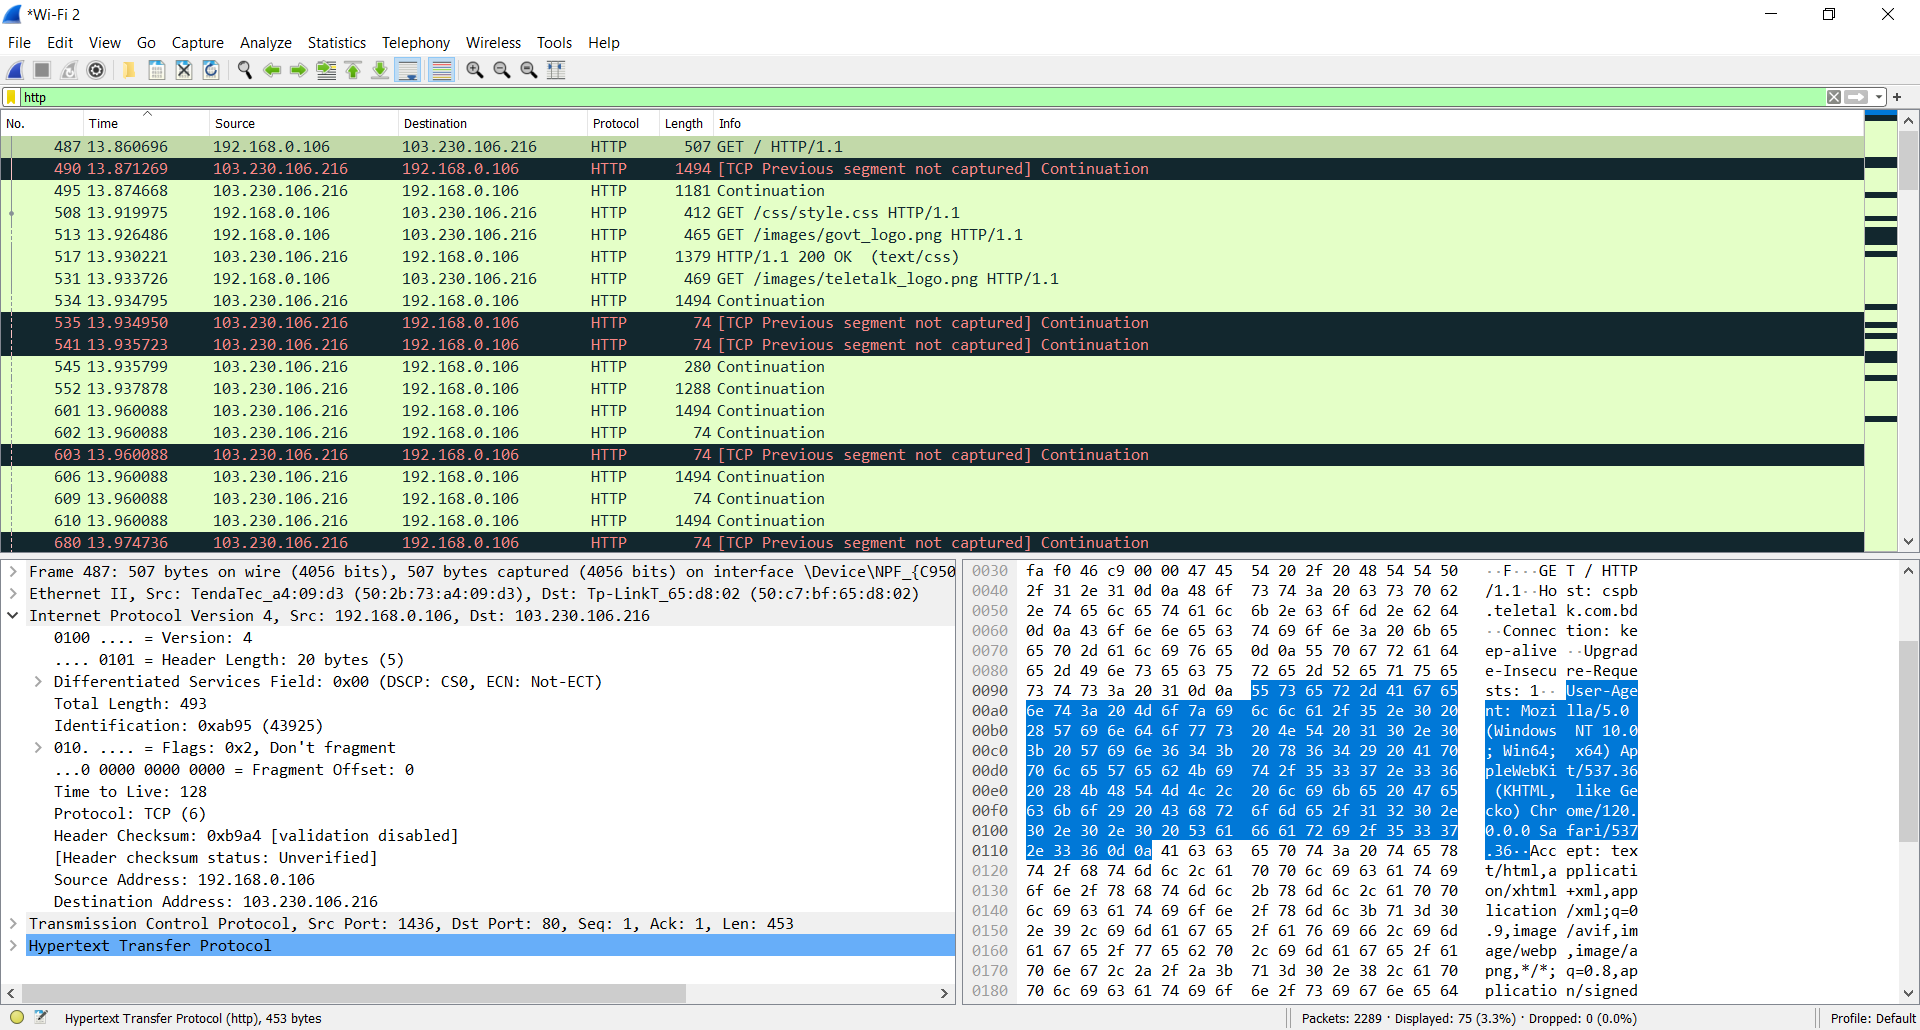 *Wi-Fi 2
File Edit View Go Capture Analyze Statistics Telephony Wireless Tools Help
http
No. Time Source Destination Protocol Length Info
487 13.860696 192.168.0.106 103.230.106.216 HTTP 507 GET / HTTP/1.1
490 13.871269 103.230.106.216 192.168.0.106 HTTP 1494 [TCP Previous segment not captured] Continuation
495 13.874668 103.230.106.216 192.168.0.106 HTTP 1181 Continuation
508 13.919975 192.168.0.106 103.230.106.216 HTTP 412 GET /css/style.css HTTP/1.1
513 13.926486 192.168.0.106 103.230.106.216 HTTP 465 GET /images/govt_logo.png HTTP/1.1
517 13.930221 103.230.106.216 192.168.0.106 HTTP 1379 HTTP/1.1 200 OK (text/css)
531 13.933726 192.168.0.106 103.230.106.216 HTTP 469 GET /images/teletalk_logo.png HTTP/1.1
534 13.934795 103.230.106.216 192.168.0.106 HTTP 1494 Continuation
535 13.934950 103.230.106.216 192.168.0.106 HTTP 74 [TCP Previous segment not captured] Continuation
541 13.935723 103.230.106.216 192.168.0.106 HTTP 74 [TCP Previous segment not captured] Continuation
545 13.935799 103.230.106.216 192.168.0.106 HTTP 280 Continuation
552 13.937878 103.230.106.216 192.168.0.106 HTTP 1288 Continuation
601 13.960088 103.230.106.216 192.168.0.106 HTTP 1494 Continuation
602 13.960088 103.230.106.216 192.168.0.106 HTTP 74 Continuation
603 13.960088 103.230.106.216 192.168.0.106 HTTP 74 [TCP Previous segment not captured] Continuation
606 13.960088 103.230.106.216 192.168.0.106 HTTP 1494 Continuation
609 13.960088 103.230.106.216 192.168.0.106 HTTP 74 Continuation
610 13.960088 103.230.106.216 192.168.0.106 HTTP 1494 Continuation
680 13.974736 103.230.106.216 192.168.0.106 HTTP 74 [TCP Previous segment not captured] Continuation
Frame 487: 507 bytes on wire (4056 bits), 507 bytes captured (4056 bits) on interface \Device\NPF_{C950
Ethernet II, Src: TendaTec_a4:09:d3 (50:2b:73:a4:09:d3), Dst: Tp-LinkT_65:d8:02 (50:c7:bf:65:d8:02)
Internet Protocol Version 4, Src: 192.168.0.106, Dst: 103.230.106.216
0100 .... = Version: 4
.... 0101 = Header Length: 20 bytes (5)
Differentiated Services Field: 0x00 (DSCP: CS0, ECN: Not-ECT)
Total Length: 493
Identification: 0xab95 (43925)
010. .... = Flags: 0x2, Don't fragment
...0 0000 0000 0000 = Fragment Offset: 0
Time to Live: 128
Protocol: TCP (6)
Header Checksum: 0xb9a4 [validation disabled]
[Header checksum status: Unverified]
Source Address: 192.168.0.106
Destination Address: 103.230.106.216
Transmission Control Protocol, Src Port: 1436, Dst Port: 80, Seq: 1, Ack: 1, Len: 453
Hypertext Transfer Protocol
0030 fa f0 46 c9 00 00 47 45 54 20 2f 20 48 54 54 50 ··F···GE T / HTTP
0040 2f 31 2e 31 0d 0a 48 6f 73 74 3a 20 63 73 70 62 /1.1··Ho st: cspb
0050 2e 74 65 6c 65 74 61 6c 6b 2e 63 6f 6d 2e 62 64 .teletal k.com.bd
0060 0d 0a 43 6f 6e 6e 65 63 74 69 6f 6e 3a 20 6b 65 ··Connec tion: ke
0070 65 70 2d 61 6c 69 76 65 0d 0a 55 70 67 72 61 64 ep-alive ··Upgrad
0080 65 2d 49 6e 73 65 63 75 72 65 2d 52 65 71 75 65 e-Insecu re-Reque
0090 73 74 73 3a 20 31 0d 0a 55 73 65 72 2d 41 67 65 sts: 1·· User-Age
00a0 6e 74 3a 20 4d 6f 7a 69 6c 6c 61 2f 35 2e 30 20 nt: Mozi lla/5.0
00b0 28 57 69 6e 64 6f 77 73 20 4e 54 20 31 30 2e 30 (Windows NT 10.0
00c0 3b 20 57 69 6e 36 34 3b 20 78 36 34 29 20 41 70 ; Win64; x64) Ap
00d0 70 6c 65 57 65 62 4b 69 74 2f 35 33 37 2e 33 36 pleWebKi t/537.36
00e0 20 28 4b 48 54 4d 4c 2c 20 6c 69 6b 65 20 47 65 (KHTML, like Ge
00f0 63 6b 6f 29 20 43 68 72 6f 6d 65 2f 31 32 30 2e cko) Chr ome/120.
0100 30 2e 30 2e 30 20 53 61 66 61 72 69 2f 35 33 37 0.0.0 Sa fari/537
0110 2e 33 36 0d 0a 41 63 63 65 70 74 3a 20 74 65 78 .36··Acc ept: tex
0120 74 2f 68 74 6d 6c 2c 61 70 70 6c 69 63 61 74 69 t/html,a pplicati
0130 6f 6e 2f 78 68 74 6d 6c 2b 78 6d 6c 2c 61 70 70 on/xhtml +xml,app
0140 6c 69 63 61 74 69 6f 6e 2f 78 6d 6c 3b 71 3d 30 lication /xml;q=0
0150 2e 39 2c 69 6d 61 67 65 2f 61 76 69 66 2c 69 6d .9,image /avif,im
0160 61 67 65 2f 77 65 62 70 2c 69 6d 61 67 65 2f 61 age/webp ,image/a
0170 70 6e 67 2c 2a 2f 2a 3b 71 3d 30 2e 38 2c 61 70 png,*/*; q=0.8,ap
0180 70 6c 69 63 61 74 69 6f 6e 2f 73 69 67 6e 65 64 plicatio n/signed
Hypertext Transfer Protocol (http), 453 bytes Packets: 2289 · Displayed: 75 (3.3%) · Dropped: 0 (0.0%) Profile: Default